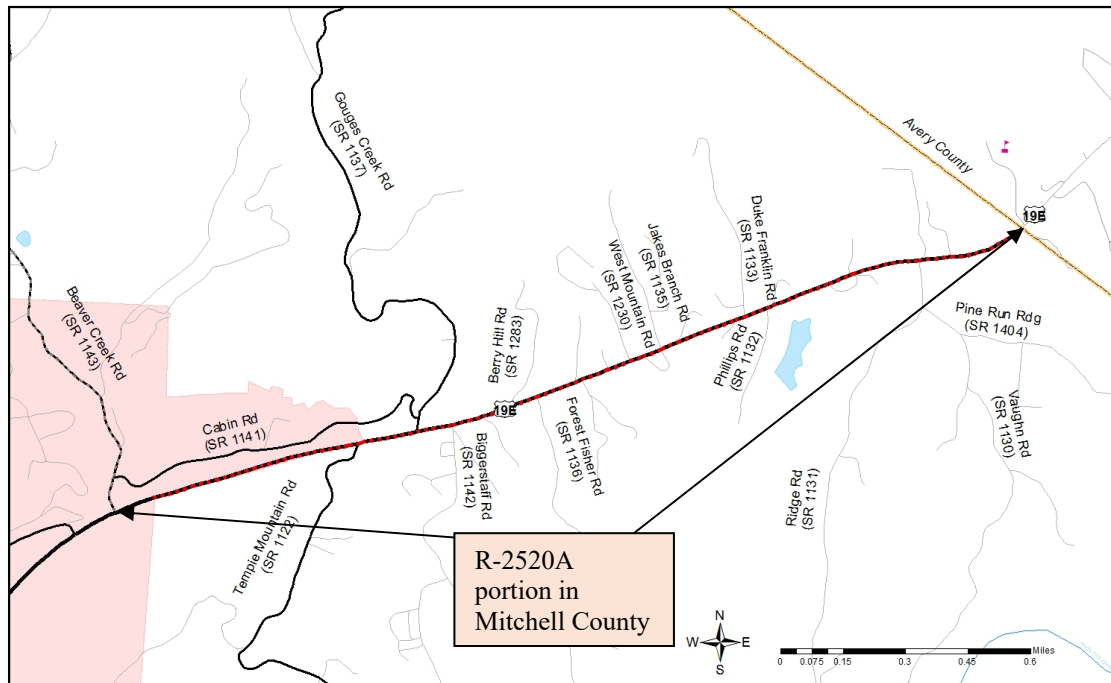 Gouges Creek Rd
(SR 1137)
Avery County
19E
Duke Franklin Rd
(SR 1133)
Jakes Branch Rd
(SR 1135)
West Mountain Rd
(SR 1230)
Beaver Creek Rd
(SR 1143)
Berry Hill Rd
(SR 1283)
Pine Run Rdg
(SR 1404)
Phillips Rd
(SR 1132)
19E
Cabin Rd
(SR 1141)
Forest Fisher Rd
(SR 1136)
Vaughn Rd
(SR 1130)
Biggerstaff Rd
(SR 1142)
Ridge Rd
(SR 1131)
Temple Mountain Rd
(SR 1122)
R-2520A
portion in
Mitchell County
N
W E
S
Miles
0 0.075 0.15 0.3 0.45 0.6